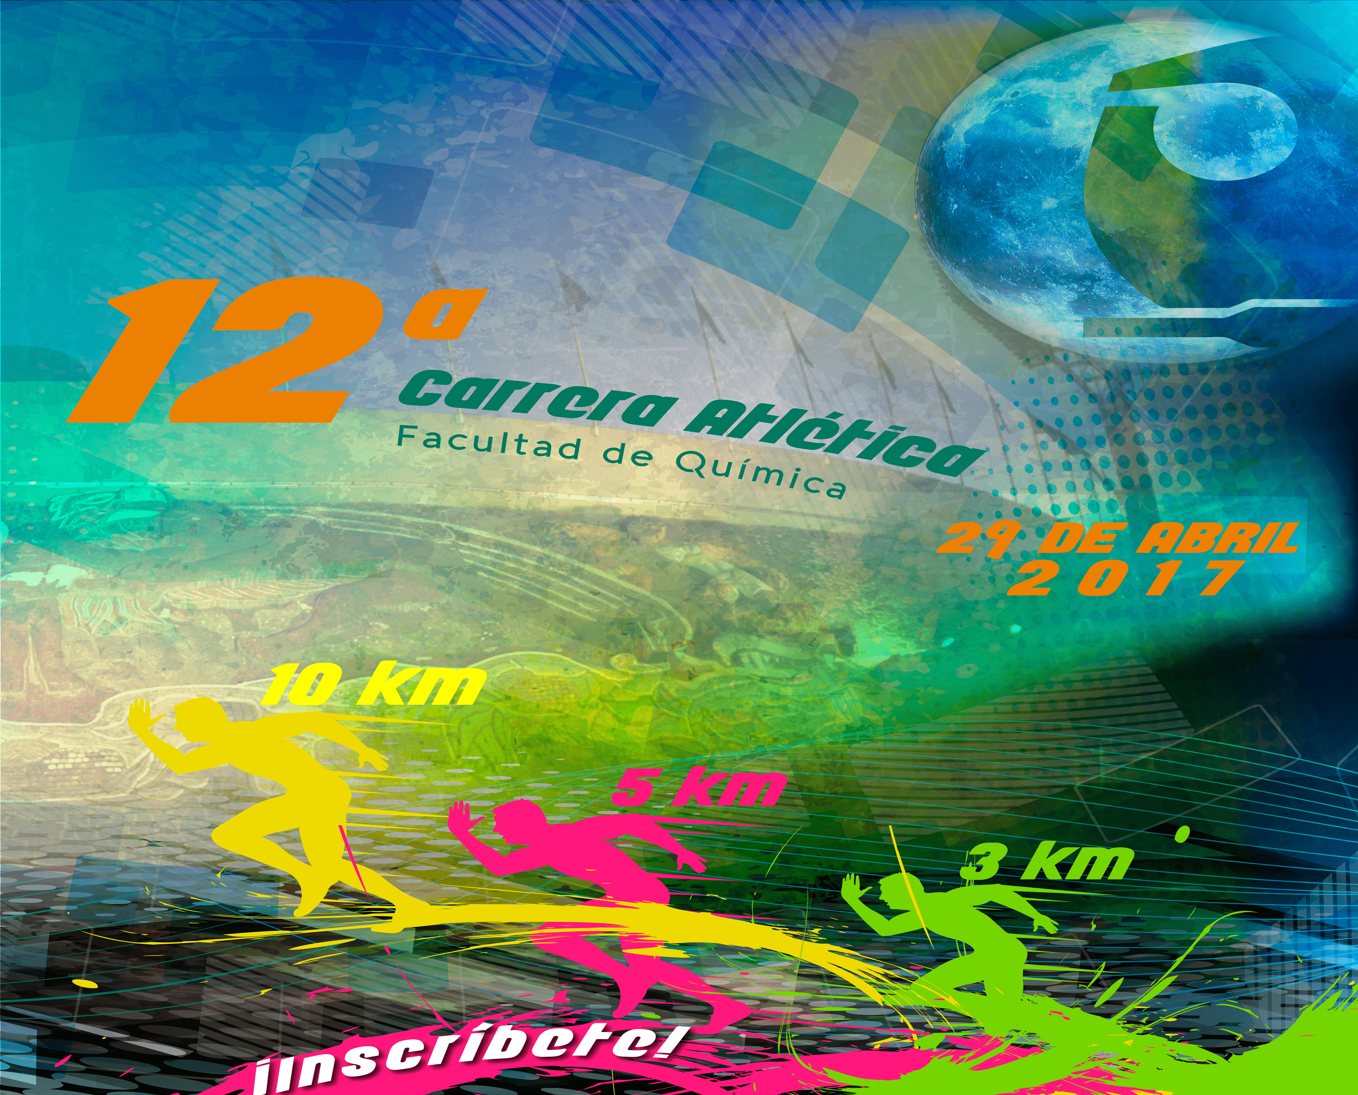 12ª
Carrera Atlética
Facultad de Química
29 DE ABRIL
2017
10 km
5 km
3 km
¡Inscríbete!